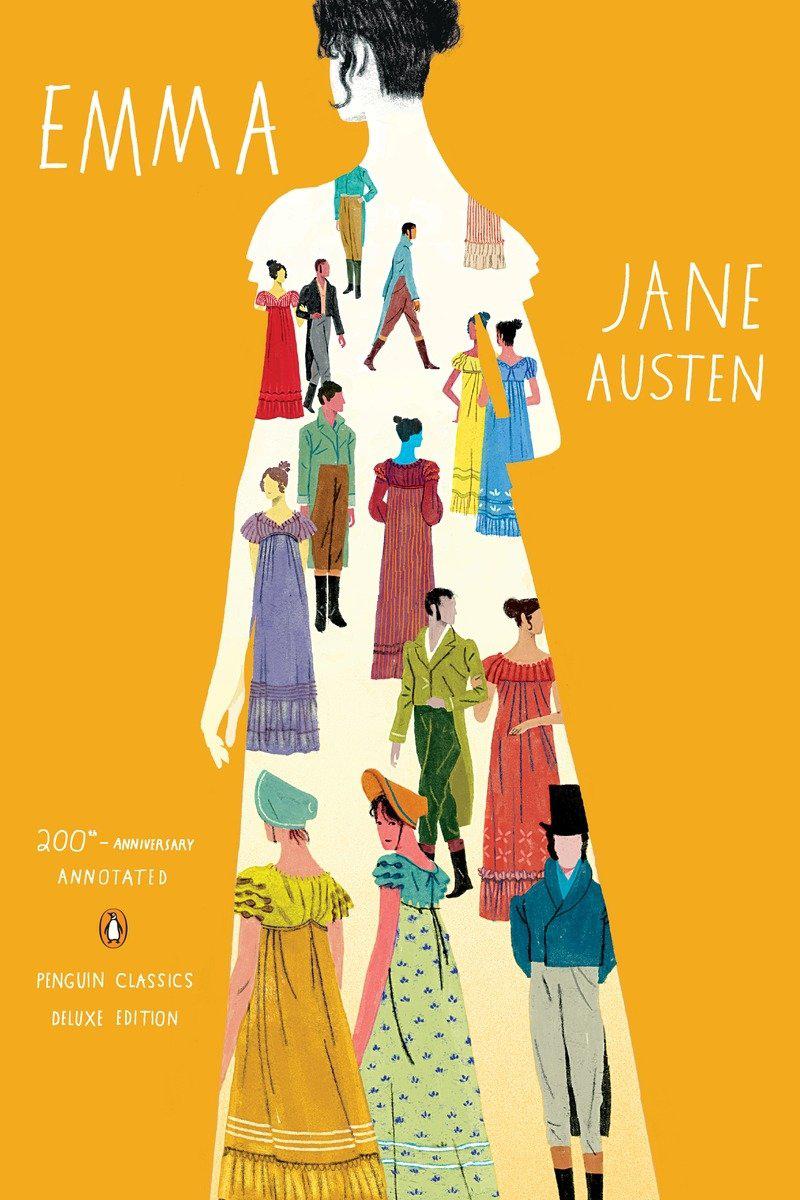 EMMA
JANE
AUSTEN
200th - ANNIVERSARY
ANNOTATED
PENGUIN CLASSICS
DELUXE EDITION